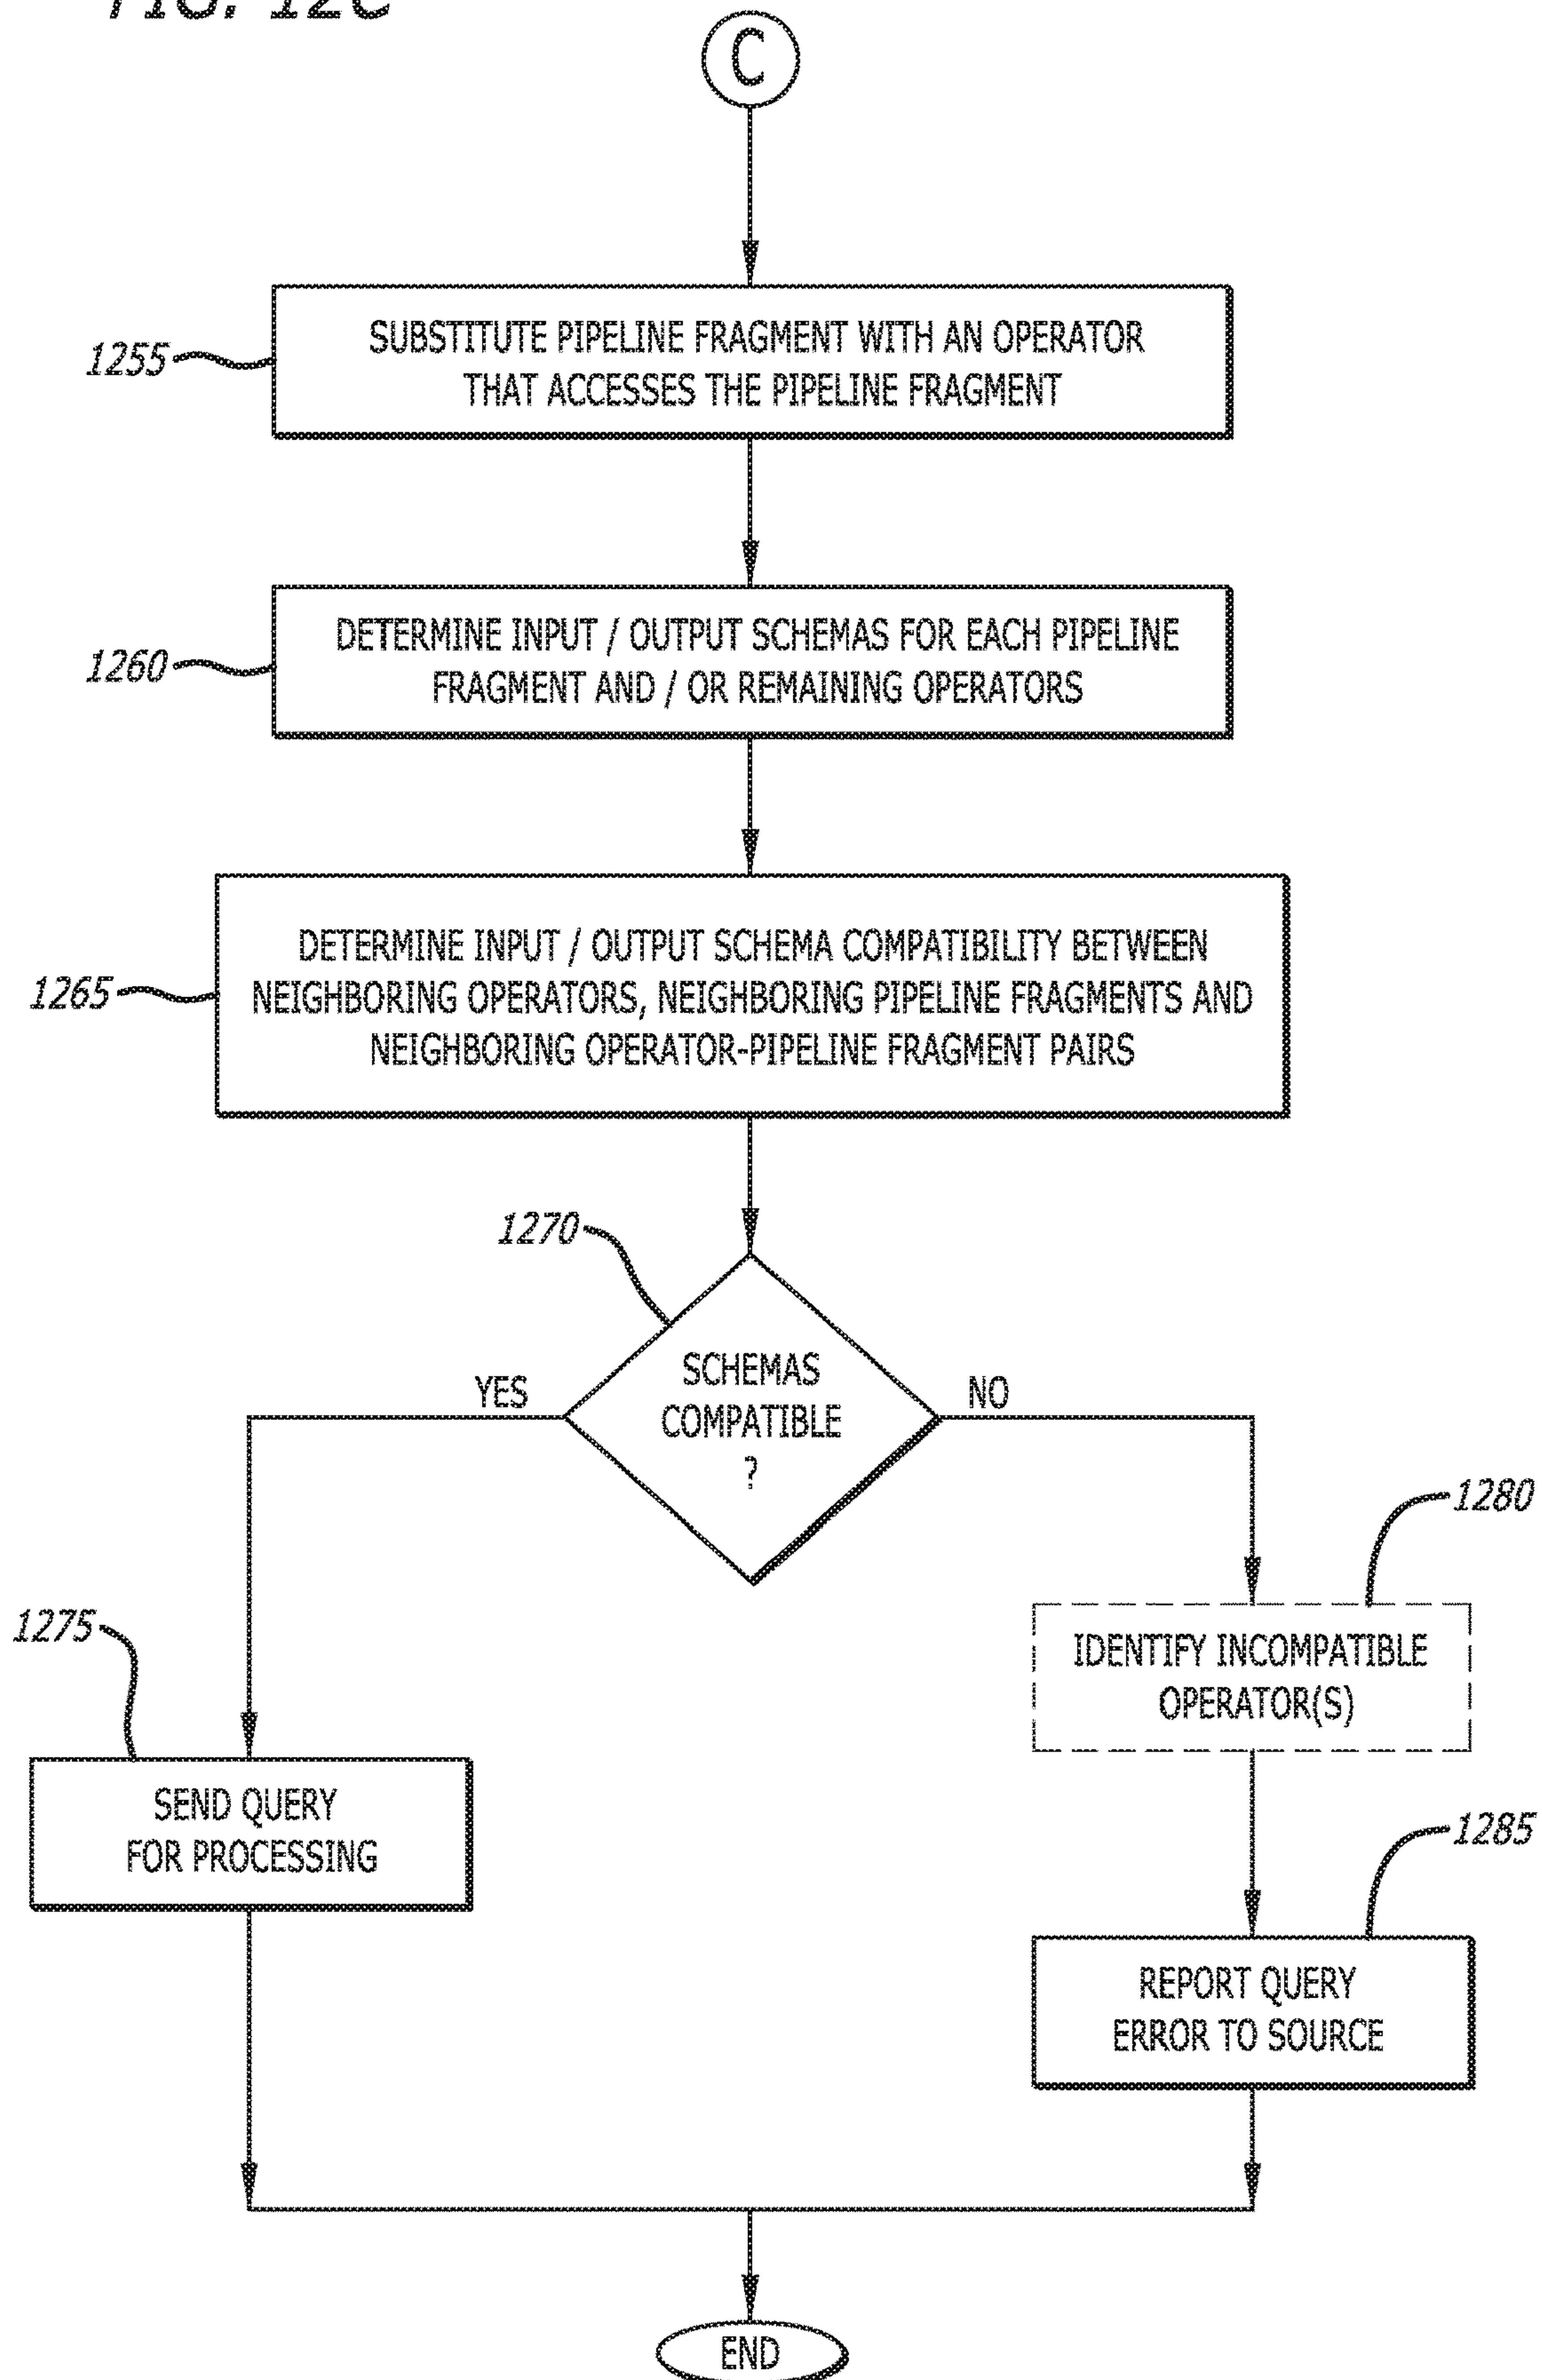 FIG. 12C
C
1255
SUBSTITUTE PIPELINE FRAGMENT WITH AN OPERATOR
THAT ACCESSES THE PIPELINE FRAGMENT
1260
DETERMINE INPUT / OUTPUT SCHEMAS FOR EACH PIPELINE
FRAGMENT AND / OR REMAINING OPERATORS
1265
DETERMINE INPUT / OUTPUT SCHEMA COMPATIBILITY BETWEEN
NEIGHBORING OPERATORS, NEIGHBORING PIPELINE FRAGMENTS AND
NEIGHBORING OPERATOR-PIPELINE FRAGMENT PAIRS
1270
SCHEMAS
COMPATIBLE
?
YES
NO
1275
SEND QUERY
FOR PROCESSING
1280
IDENTIFY INCOMPATIBLE
OPERATOR(S)
1285
REPORT QUERY
ERROR TO SOURCE
END